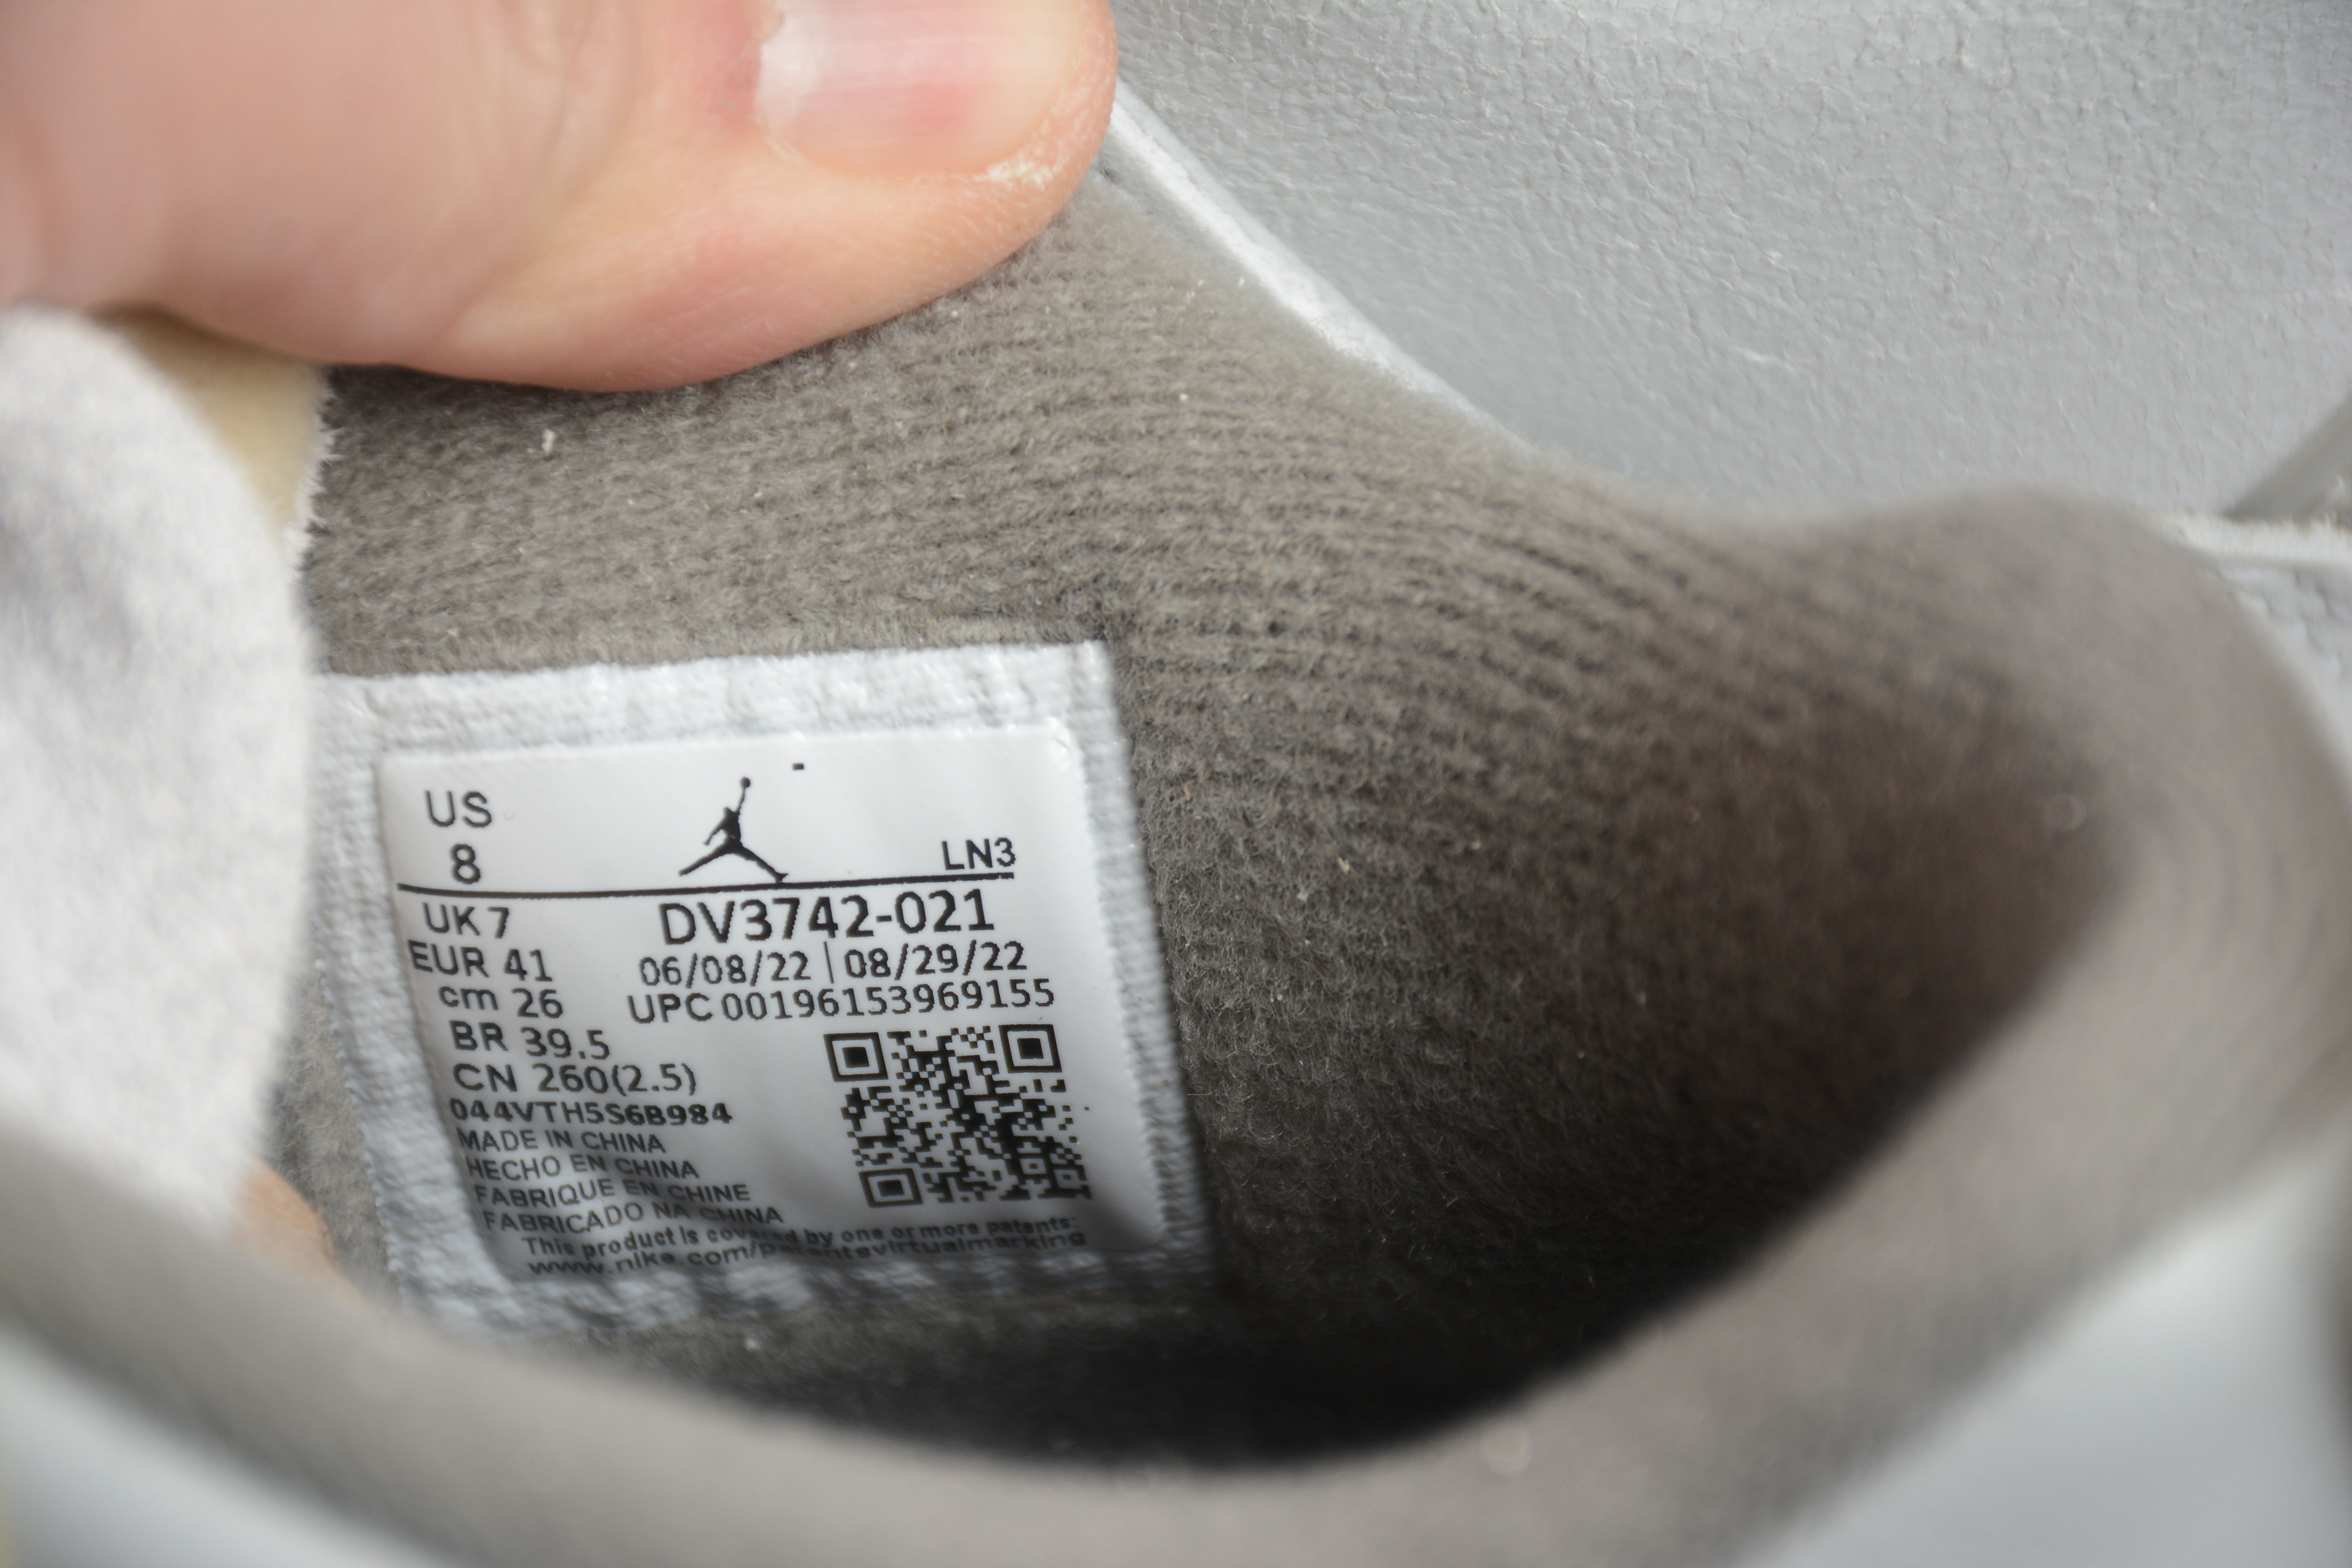 US
8
LN3
UK 7
DV3742-021
EUR 41
06/08/22 | 08/29/22
cm 26
UPC 00196153969155
BR 39.5
CN 260(2.5)
044VTH5S6B984
MADE IN CHINA
HECHO EN CHINA
FABRIQUE EN CHINE
FABRICADO NA CHINA
This product is covered by one or more patents:
www.nike.com/patentsvirtualmarking